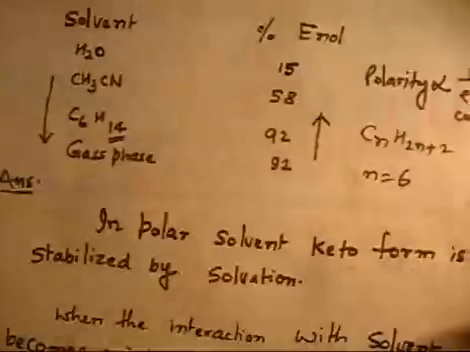 Solvent % Enol
H2O 15
CH3CN 58 Polarity ∝
C6H14 92 CnH2n+2
Gass phase 92 n=6
Ans.
In polar solvent keto form is
stabilized by solvation.
when the interaction with solvent
becomes